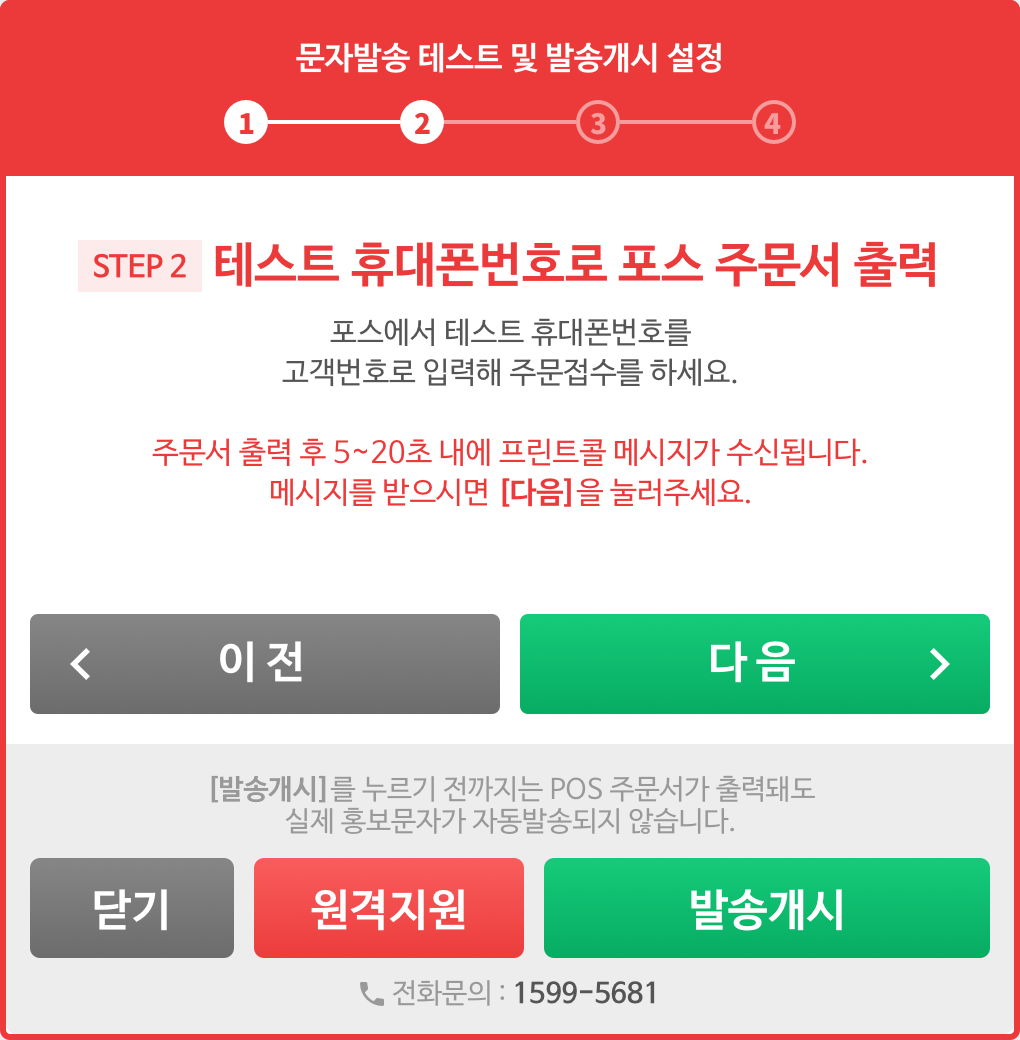 문자발송 테스트 및 발송개시 설정
1 2 3 4
STEP 2 테스트 휴대폰번호로 포스 주문서 출력
포스에서 테스트 휴대폰번호를
고객번호로 입력해 주문접수를 하세요.
주문서 출력 후 5~20초 내에 프린트콜 메시지가 수신됩니다.
메시지를 받으시면 [다음]을 눌러주세요.
이전
다음
[발송개시]를 누르기 전까지는 POS 주문서가 출력돼도
실제 홍보문자가 자동발송되지 않습니다.
닫기
원격지원
발송개시
전화문의 : 1599-5681